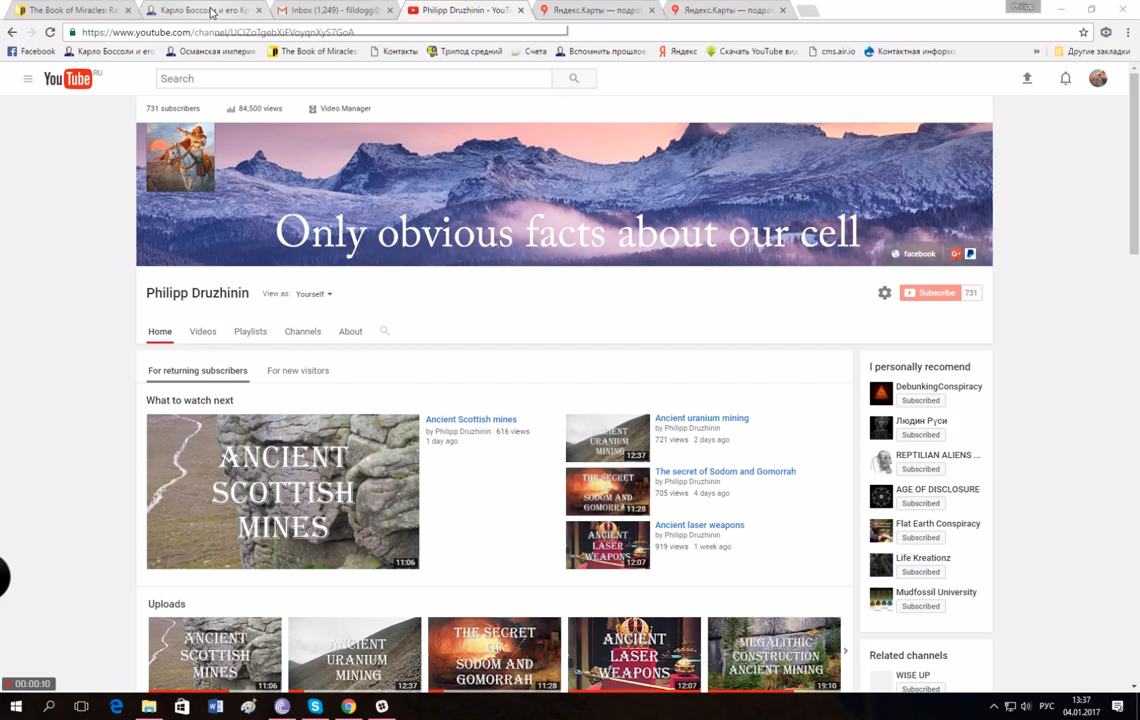 The Book of Miracles: Ra
Карло Боссоли и его Кр
Inbox (1,249) - filldogg@
Philipp Druzhinin - YouT
Яндекс.Карты — подро
Яндекс.Карты — подро
Philipp
https://www.youtube.com/channel/UCIZoTgebXiFVoyqnXyS7GoA
Facebook
Карло Боссоли и его
Османская империя
The Book of Miracles:
Контакты
Трипод средний
Счета
Вспомнить прошлое
Яндекс
Скачать YouTube ви
cms.air.io
Контактная информа
»
Другие закладки
YouTube RU
Search
731 subscribers
84,500 views
Video Manager
Only obvious facts about our cell
facebook
G+
Philipp Druzhinin
View as: Yourself
Subscribe 731
Home
Videos
Playlists
Channels
About
For returning subscribers
For new visitors
What to watch next
ANCIENT
SCOTTISH
MINES
11:06
Ancient Scottish mines
by Philipp Druzhinin 616 views
1 day ago
ANCIENT
URANIUM
MINING
12:37
Ancient uranium mining
by Philipp Druzhinin
721 views 2 days ago
THE SECRET
OF SODOM AND
GOMORRAH
11:28
The secret of Sodom and Gomorrah
by Philipp Druzhinin
705 views 4 days ago
ANCIENT
LASER
WEAPONS
12:07
Ancient laser weapons
by Philipp Druzhinin
919 views 1 week ago
Uploads
ANCIENT
SCOTTISH
MINES
11:06
ANCIENT
URANIUM
MINING
12:37
THE SECRET
OF SODOM AND
GOMORRAH
11:28
ANCIENT
LASER
WEAPONS
12:07
MEGALITHIC
CONSTRUCTION
ANCIENT MINING
19:10
I personally recommend
DebunkingConspiracy
Subscribed
Людин Русі
Subscribed
REPTILIAN ALIENS ...
Subscribed
AGE OF DISCLOSURE
Subscribed
Flat Earth Conspiracy
Subscribed
Life Kreationz
Subscribed
Mudfossil University
Subscribed
Related channels
WISE UP
Subscribed
00:00:10
РУС
13:37
04.01.2017